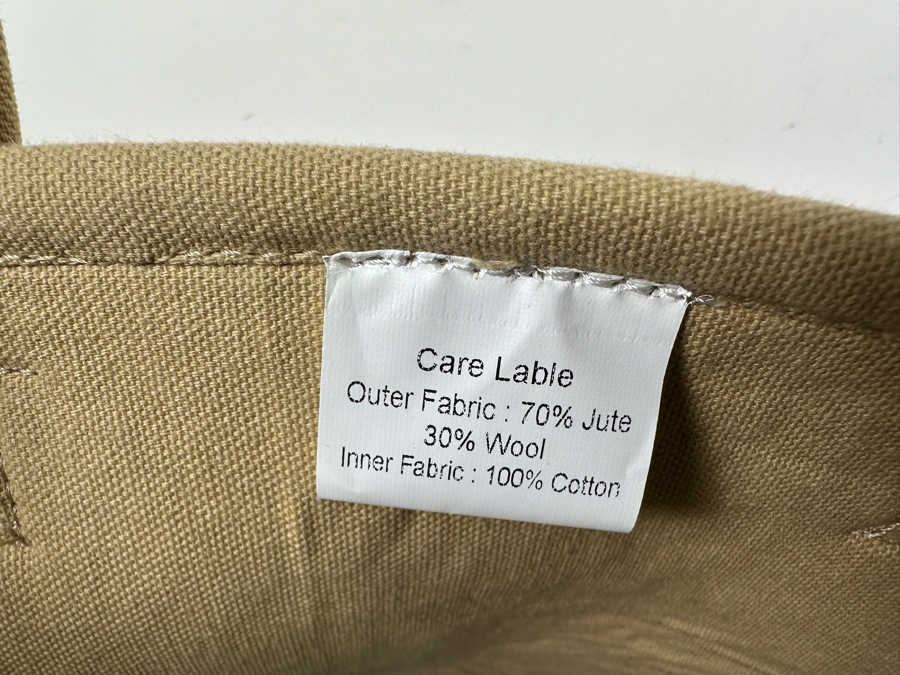 Care Lable
Outer Fabric : 70% Jute
30% Wool
Inner Fabric : 100% Cotton